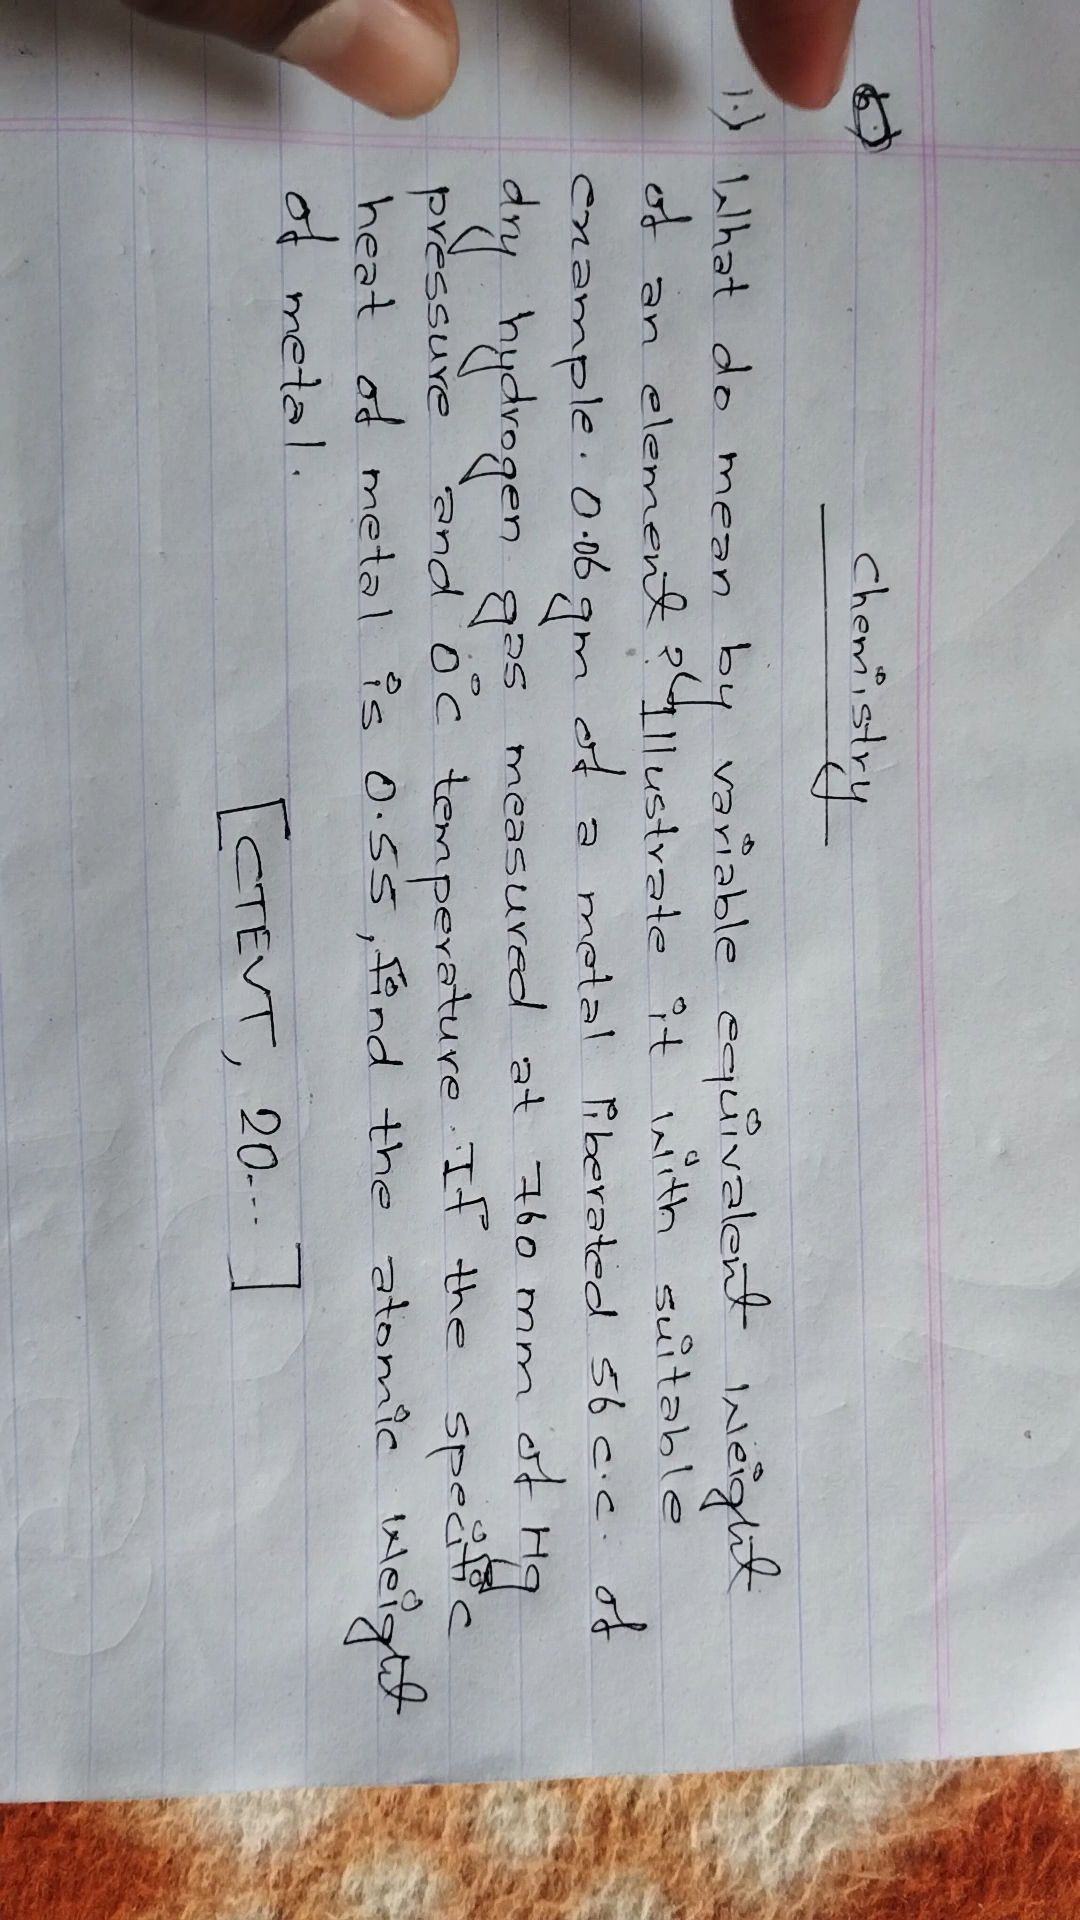 Chemistry
1.) What do mean by variable equivalent weight
of an element? Illustrate it with suitable
example. 0.06 gm of a metal liberated 56 c.c. of
dry hydrogen gas measured at 760 mm of Hg
pressure and 0°c temperature. If the specific
heat of metal is 0.55, find the atomic weight
of metal.
[CTEVT, 20...]